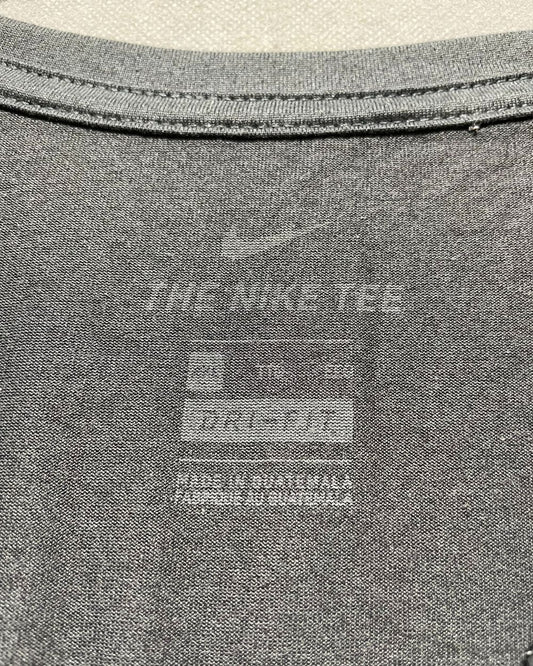 THE NIKE TEE
DRI-FIT
MADE IN GUATEMALA
FABRIQUÉ AU GUATEMALA